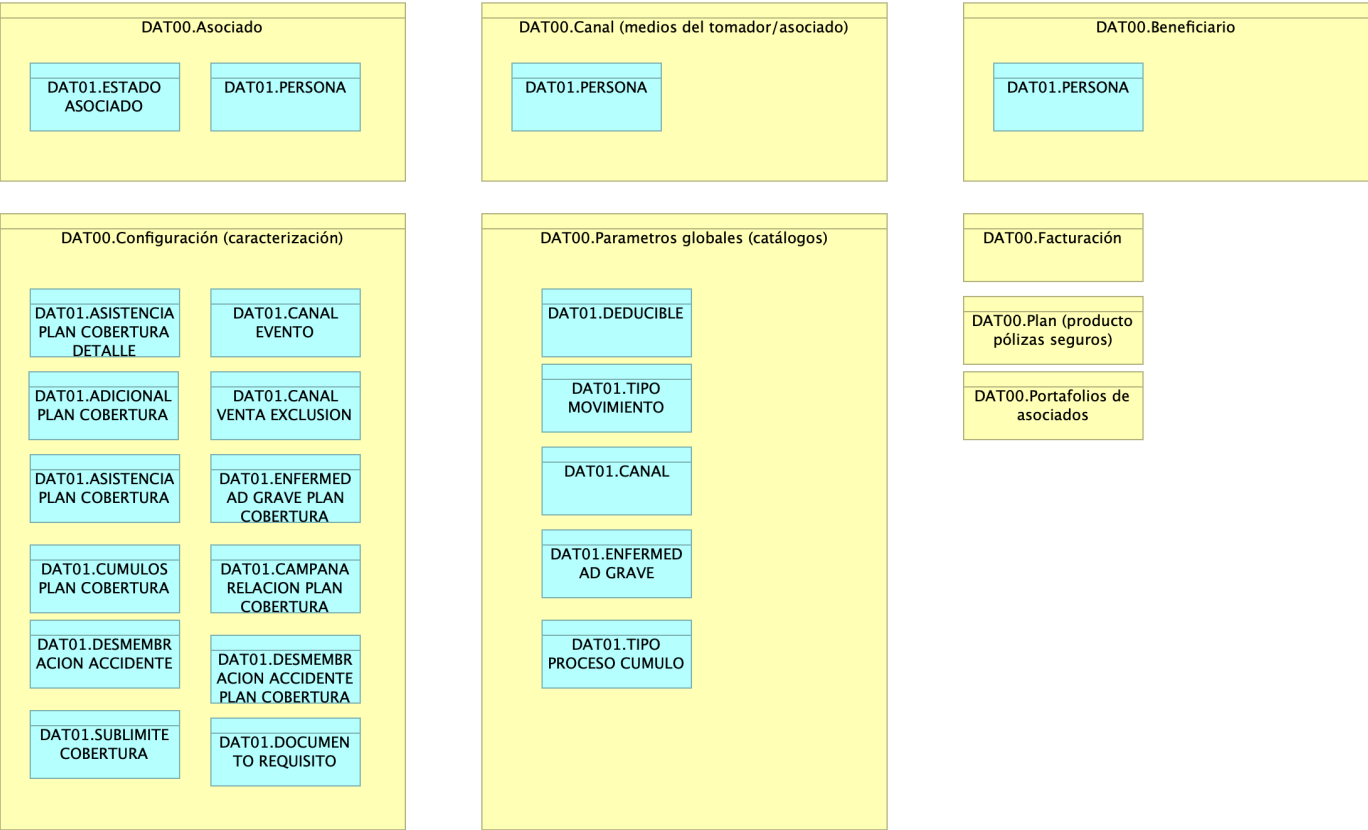 DAT00.Asociado
DAT01.ESTADO
ASOCIADO
DAT01.PERSONA
DAT00.Canal (medios del tomador/asociado)
DAT01.PERSONA
DAT00.Beneficiario
DAT01.PERSONA
DAT00.Configuración (caracterización)
DAT01.ASISTENCIA
PLAN COBERTURA
DETALLE
DAT01.CANAL
EVENTO
DAT01.ADICIONAL
PLAN COBERTURA
DAT01.CANAL
VENTA EXCLUSION
DAT01.ASISTENCIA
PLAN COBERTURA
DAT01.ENFERMED
AD GRAVE PLAN
COBERTURA
DAT01.CUMULOS
PLAN COBERTURA
DAT01.CAMPANA
RELACION PLAN
COBERTURA
DAT01.DESMEMBR
ACION ACCIDENTE
DAT01.DESMEMBR
ACION ACCIDENTE
PLAN COBERTURA
DAT01.SUBLIMITE
COBERTURA
DAT01.DOCUMEN
TO REQUISITO
DAT00.Parametros globales (catálogos)
DAT01.DEDUCIBLE
DAT01.TIPO
MOVIMIENTO
DAT01.CANAL
DAT01.ENFERMED
AD GRAVE
DAT01.TIPO
PROCESO CUMULO
DAT00.Facturación
DAT00.Plan (producto
pólizas seguros)
DAT00.Portafolios de
asociados